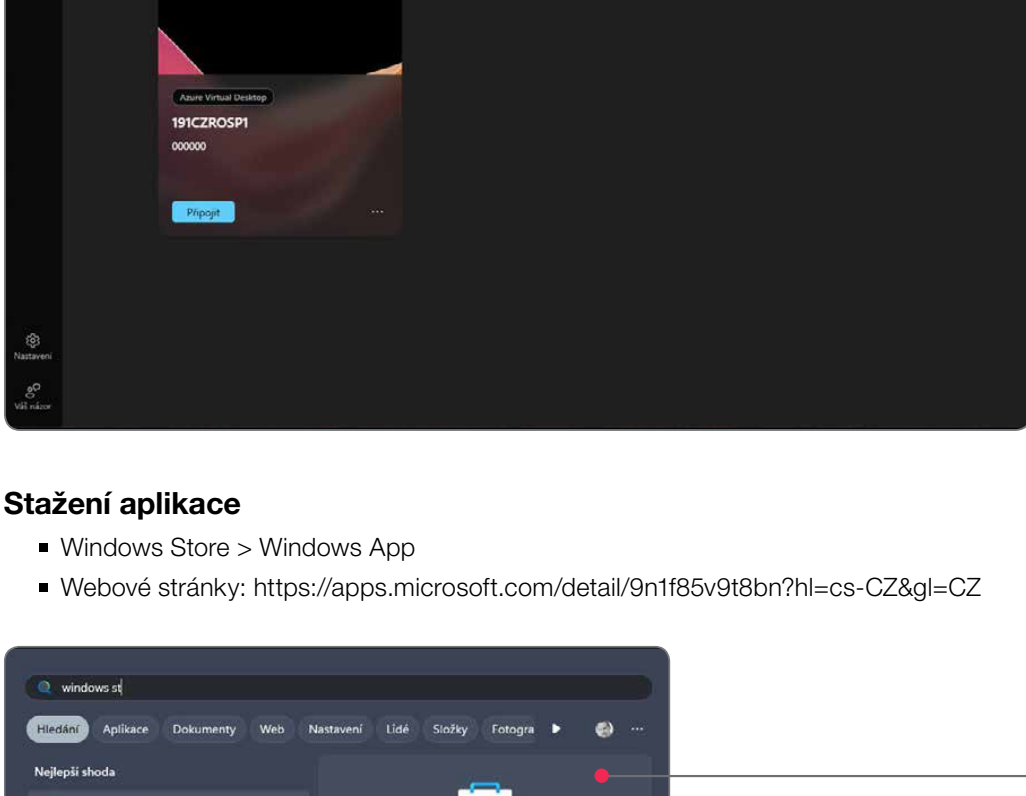 Azure Virtual Desktop
191CZROSP1
000000
Připojit
Nastavení
Váš názor
Stažení aplikace
Windows Store > Windows App
Webové stránky: https://apps.microsoft.com/detail/9n1f85v9t8bn?hl=cs-CZ&gl=CZ
windows st
Hledání Aplikace Dokumenty Web Nastavení Lidé Složky Fotogra
Nejlepší shoda